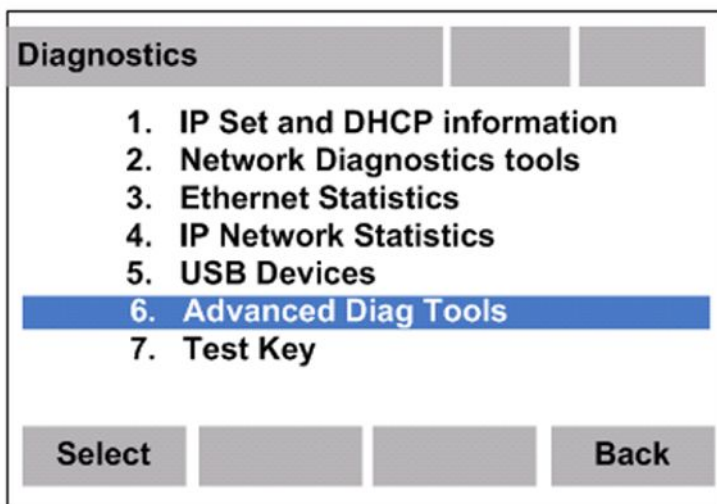 Diagnostics
1. IP Set and DHCP information
2. Network Diagnostics tools
3. Ethernet Statistics
4. IP Network Statistics
5. USB Devices
6. Advanced Diag Tools
7. Test Key
Select Back